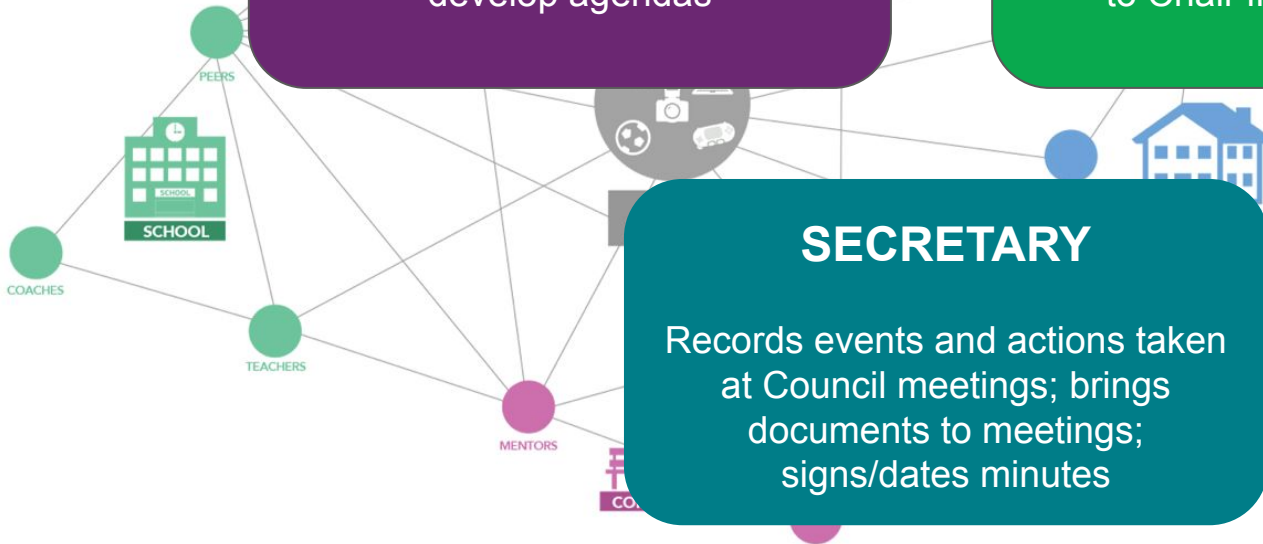 develop agendas
to Chair
PEERS
SCHOOL
SCHOOL
SECRETARY
COACHES
Records events and actions taken
at Council meetings; brings
documents to meetings;
signs/dates minutes
TEACHERS
MENTORS